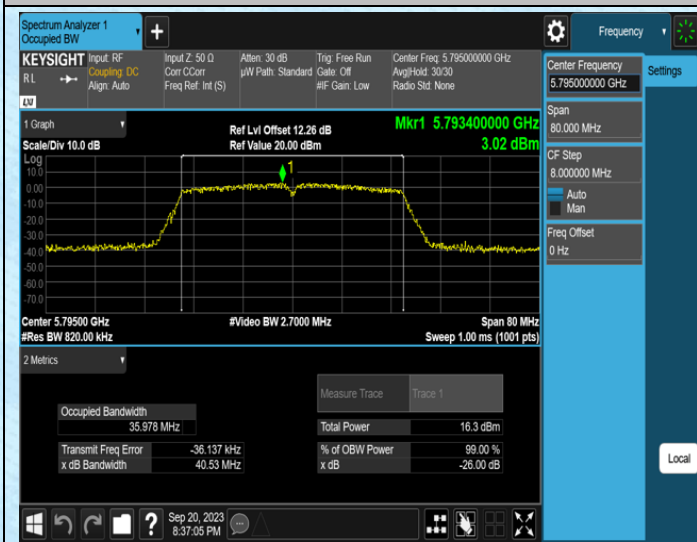 Spectrum Analyzer 1
Occupied BW
Frequency
KEYSIGHT
R L
LXI
Input: RF
Coupling: DC
Align: Auto
Input Z: 50 Ω
Corr CCorr
Freq Ref: Int (S)
Atten: 30 dB
µW Path: Standard
Trig: Free Run
Gate: Off
#IF Gain: Low
Center Freq: 5.795000000 GHz
Avg|Hold: 30/30
Radio Std: None
1 Graph
Scale/Div 10.0 dB
Ref Lvl Offset 12.26 dB
Ref Value 20.00 dBm
Mkr1 5.793400000 GHz
3.02 dBm
Log
10.0
0.00
-10.0
-20.0
-30.0
-40.0
-50.0
-60.0
-70.0
1
Center 5.79500 GHz
#Res BW 820.00 kHz
#Video BW 2.7000 MHz
Span 80 MHz
Sweep 1.00 ms (1001 pts)
2 Metrics
Measure Trace Trace 1
Occupied Bandwidth
35.978 MHz
Total Power 16.3 dBm
Transmit Freq Error -36.137 kHz
% of OBW Power 99.00 %
x dB Bandwidth 40.53 MHz
x dB -26.00 dB
Center Frequency
5.795000000 GHz
Span
80.000 MHz
CF Step
8.000000 MHz
Auto
Man
Freq Offset
0 Hz
Settings
Local
?
Sep 20, 2023
8:37:05 PM